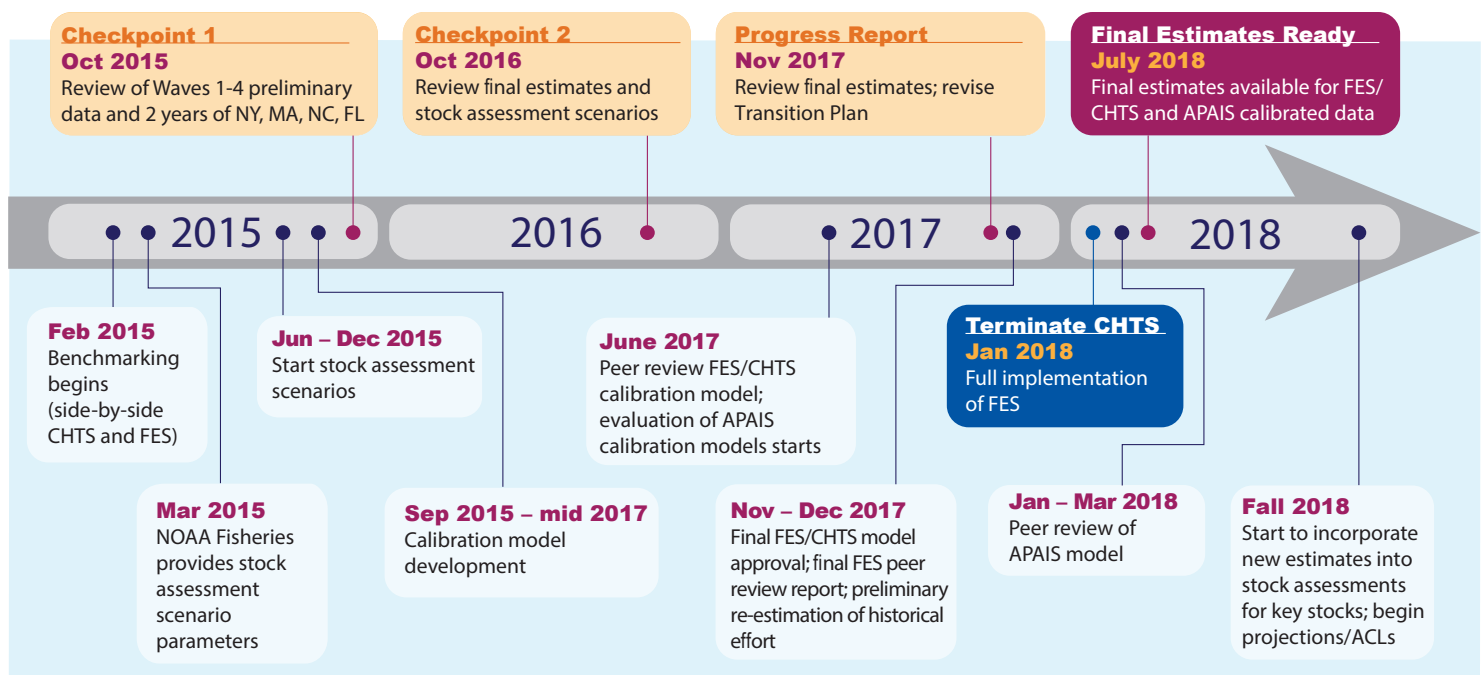 Checkpoint 1
Oct 2015
Review of Waves 1-4 preliminary
data and 2 years of NY, MA, NC, FL
Checkpoint 2
Oct 2016
Review final estimates and
stock assessment scenarios
Progress Report
Nov 2017
Review final estimates; revise
Transition Plan
Final Estimates Ready
July 2018
Final estimates available for FES/
CHTS and APAIS calibrated data
2015
2016
2017
2018
Feb 2015
Benchmarking
begins
(side-by-side
CHTS and FES)
Mar 2015
NOAA Fisheries
provides stock
assessment
scenario
parameters
Jun – Dec 2015
Start stock assessment
scenarios
Sep 2015 – mid 2017
Calibration model
development
June 2017
Peer review FES/CHTS
calibration model;
evaluation of APAIS
calibration models starts
Nov – Dec 2017
Final FES/CHTS model
approval; final FES peer
review report; preliminary
re-estimation of historical
effort
Terminate CHTS
Jan 2018
Full implementation
of FES
Jan – Mar 2018
Peer review of
APAIS model
Fall 2018
Start to incorporate
new estimates into
stock assessments
for key stocks; begin
projections/ACLs